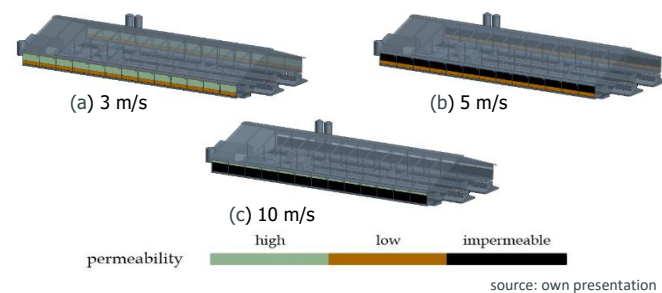 (a) 3 m/s
(b) 5 m/s
(c) 10 m/s
high low impermeable
permeability
source: own presentation